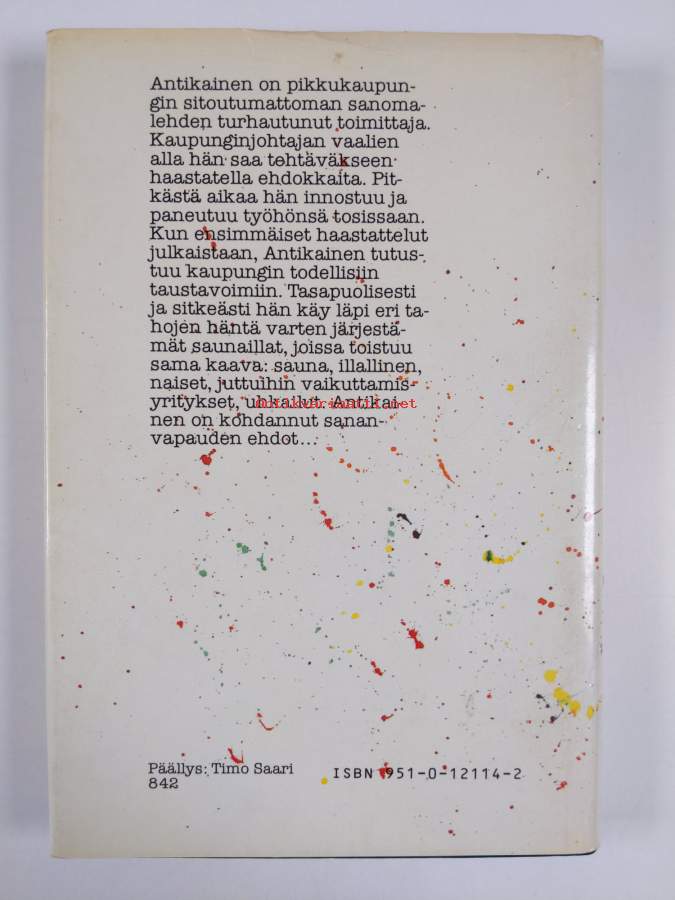 Antikainen on pikkukaupun-
gin sitoutumattoman sanoma-
lehden turhautunut toimittaja.
Kaupunginjohtajan vaalien
alla hän saa tehtäväkseen
haastatella ehdokkaita. Pit-
kästä aikaa hän innostuu ja
paneutuu työhönsä tosissaan.
Kun ensimmäiset haastattelut
julkaistaan, Antikainen tutus-
tuu kaupungin todellisiin
taustavoimiin. Tasapuolisesti
ja sitkeästi hän käy läpi eri ta-
hojen häntä varten järjestä-
mät saunaillat, joissa toistuu
sama kaava: sauna, illallinen,
naiset, juttuihin vaikuttamis-
yritykset, uhkailut. Antikai-
nen on kohdannut sanan-
vapauden ehdot...
Päällys: Timo Saari
842
ISBN 951-0-12114-2